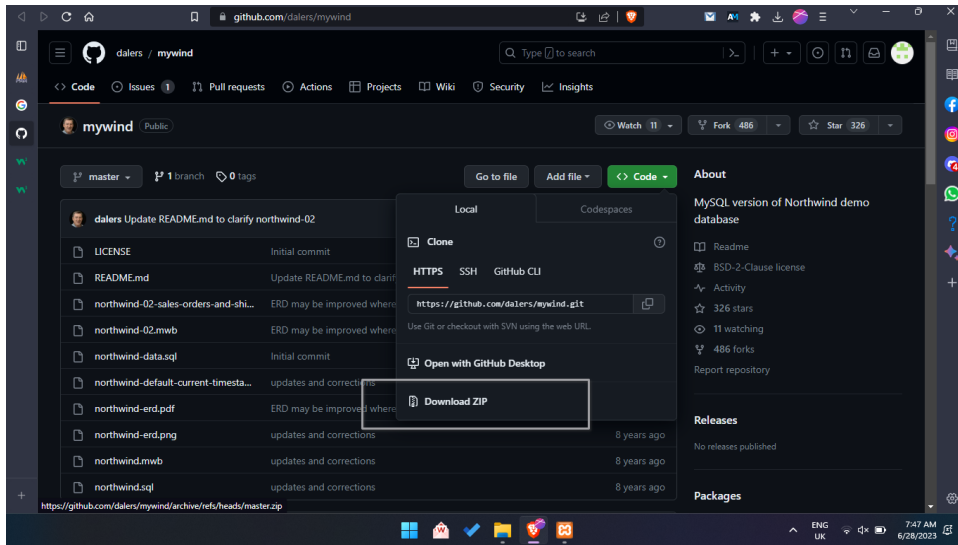 github.com/dalers/mywind
dalers / mywind
Type / to search
Code
Issues 1
Pull requests
Actions
Projects
Wiki
Security
Insights
mywind Public
Watch 11
Fork 486
Star 326
master
1 branch
0 tags
Go to file
Add file
Code
dalers Update README.md to clarify northwind-02
LICENSE Initial commit
README.md Update README.md to clarif
northwind-02-sales-orders-and-shi... ERD may be improved where
northwind-02.mwb ERD may be improved where
northwind-data.sql Initial commit
northwind-default-current-timesta... updates and corrections
northwind-erd.pdf ERD may be improved where
northwind-erd.png updates and corrections 8 years ago
northwind.mwb updates and corrections 8 years ago
northwind.sql updates and corrections 8 years ago
Local
Codespaces
Clone
HTTPS SSH GitHub CLI
https://github.com/dalers/mywind.git
Use Git or checkout with SVN using the web URL.
Open with GitHub Desktop
Download ZIP
About
MySQL version of Northwind demo
database
Readme
BSD-2-Clause license
Activity
326 stars
11 watching
486 forks
Report repository
Releases
No releases published
Packages
https://github.com/dalers/mywind/archive/refs/heads/master.zip
ENG
UK
7:47 AM
6/28/2023